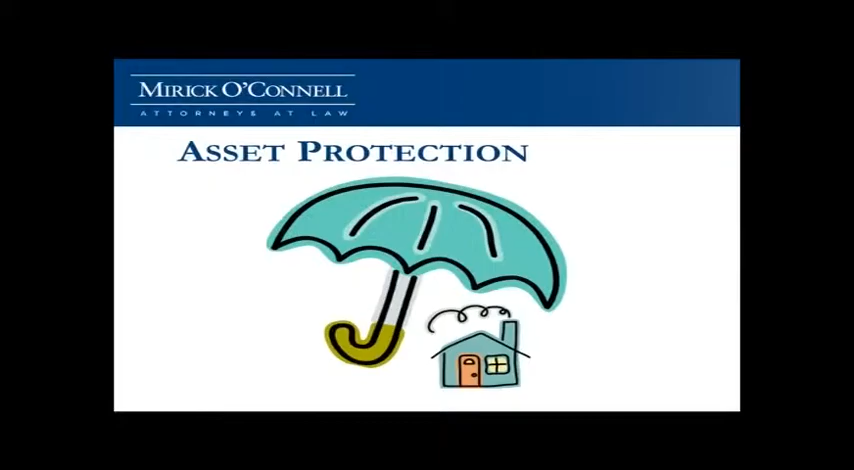 MIRICK O'CONNELL
ATTORNEYS AT LAW
ASSET PROTECTION